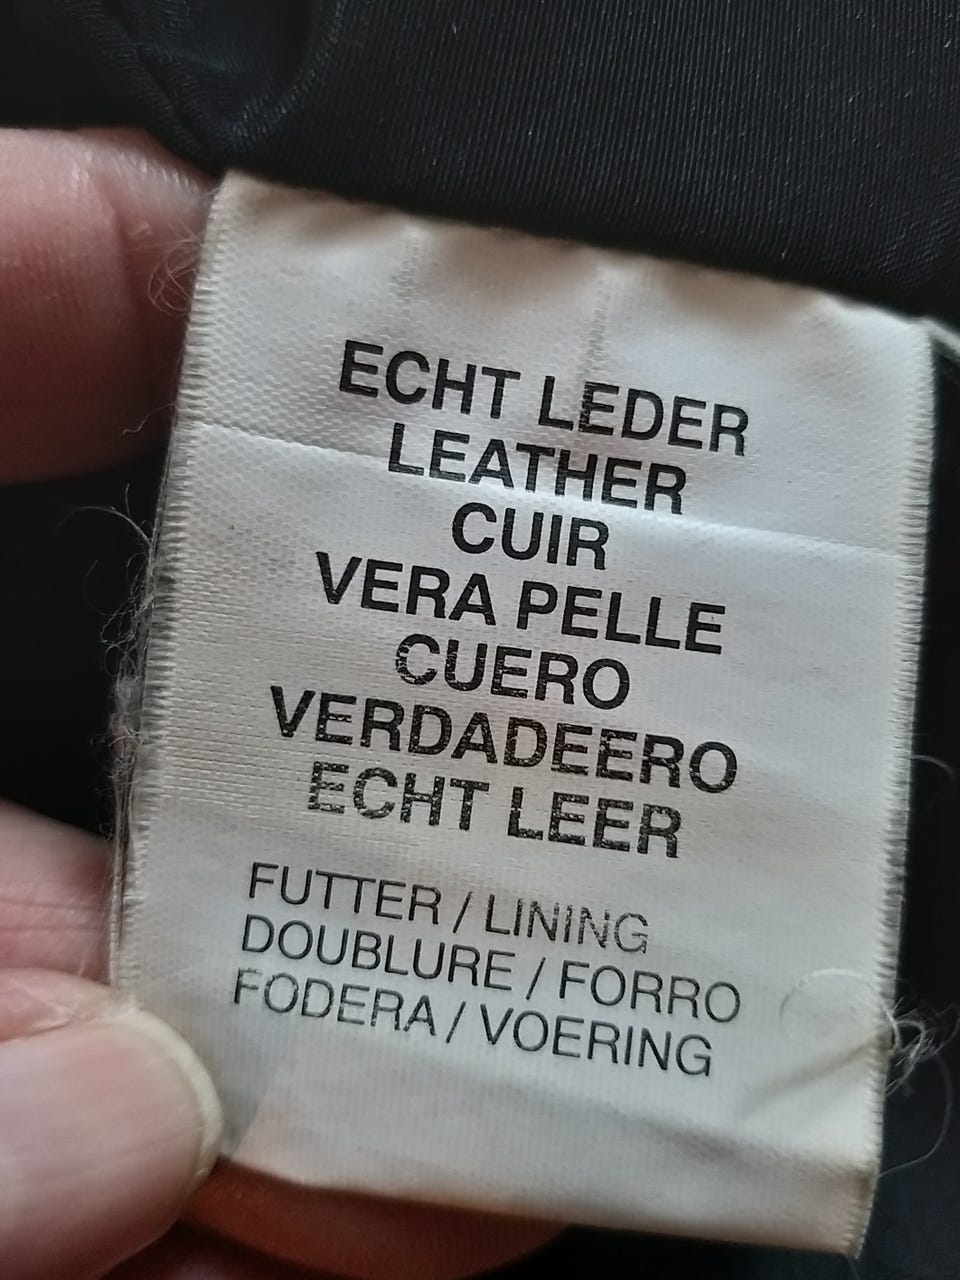 ECHT LEDER
LEATHER
CUIR
VERA PELLE
CUERO
VERDADEERO
ECHT LEER
FUTTER / LINING
DOUBLURE / FORRO
FODERA / VOERING